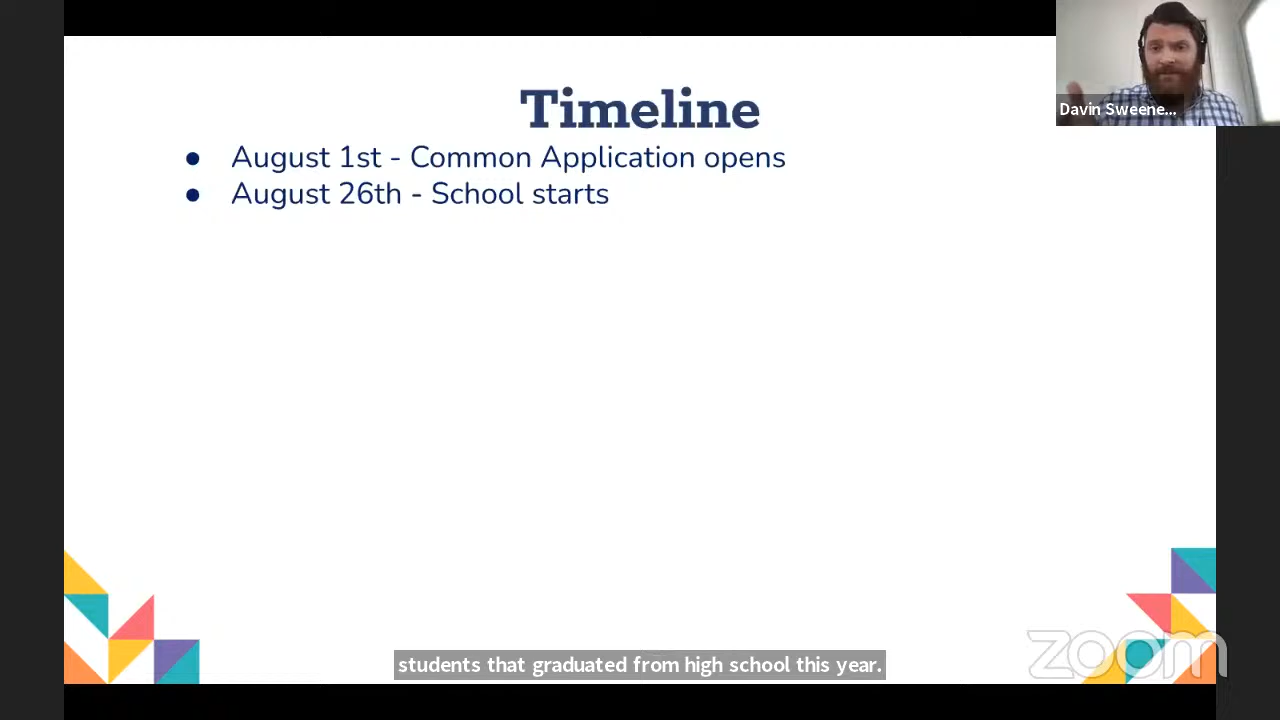 Davin Sweene...
Timeline
● August 1st - Common Application opens
● August 26th - School starts
students that graduated from high school this year.
zoom